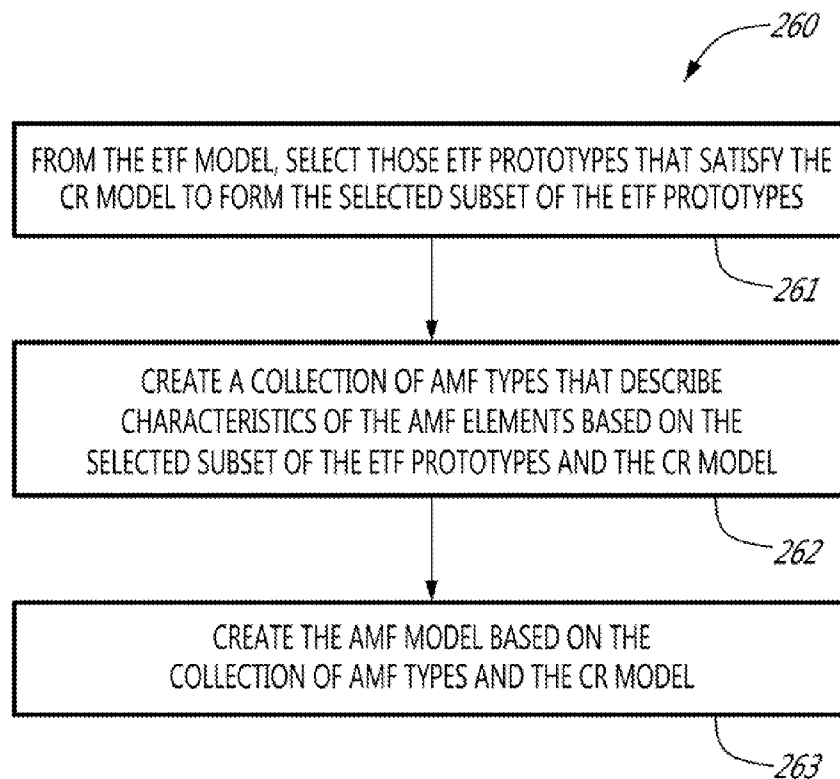 260
FROM THE ETF MODEL, SELECT THOSE ETF PROTOTYPES THAT SATISFY THE
CR MODEL TO FORM THE SELECTED SUBSET OF THE ETF PROTOTYPES
261
CREATE A COLLECTION OF AMF TYPES THAT DESCRIBE
CHARACTERISTICS OF THE AMF ELEMENTS BASED ON THE
SELECTED SUBSET OF THE ETF PROTOTYPES AND THE CR MODEL
262
CREATE THE AMF MODEL BASED ON THE
COLLECTION OF AMF TYPES AND THE CR MODEL
263